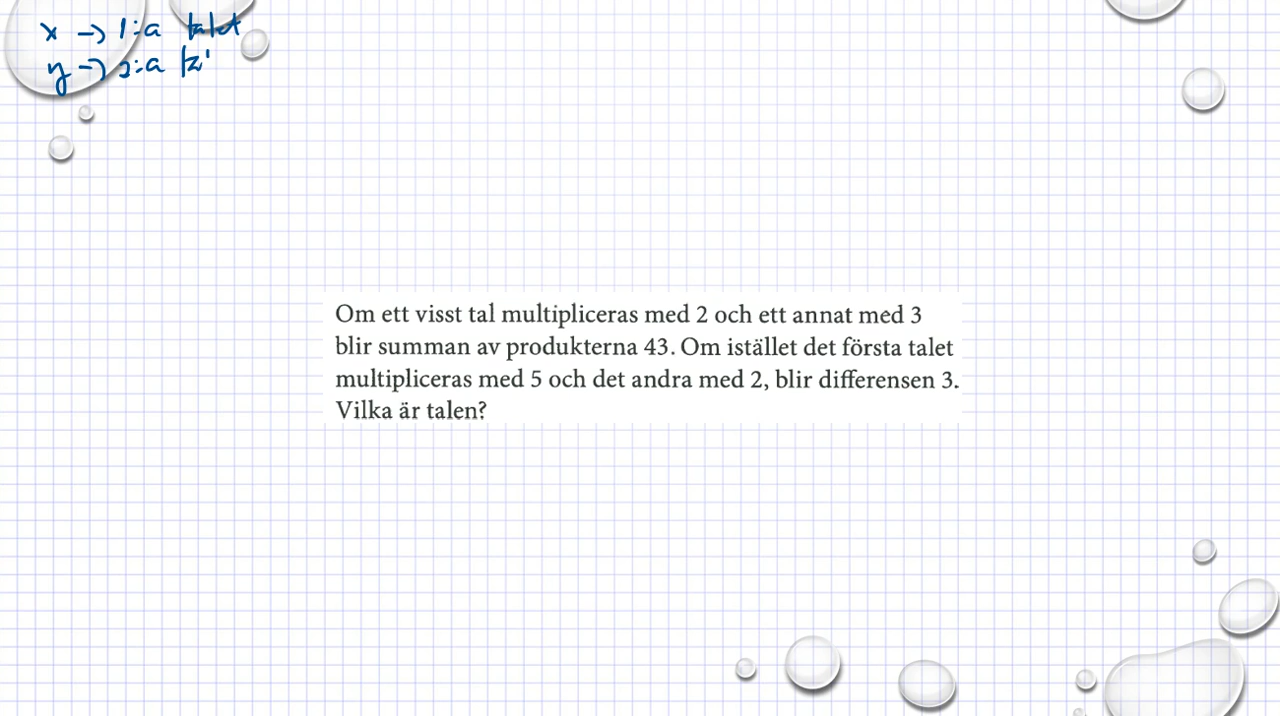 x → 1:a talet
y → 2:a
Om ett visst tal multipliceras med 2 och ett annat med 3
blir summan av produkterna 43. Om istället det första talet
multipliceras med 5 och det andra med 2, blir differensen 3.
Vilka är talen?